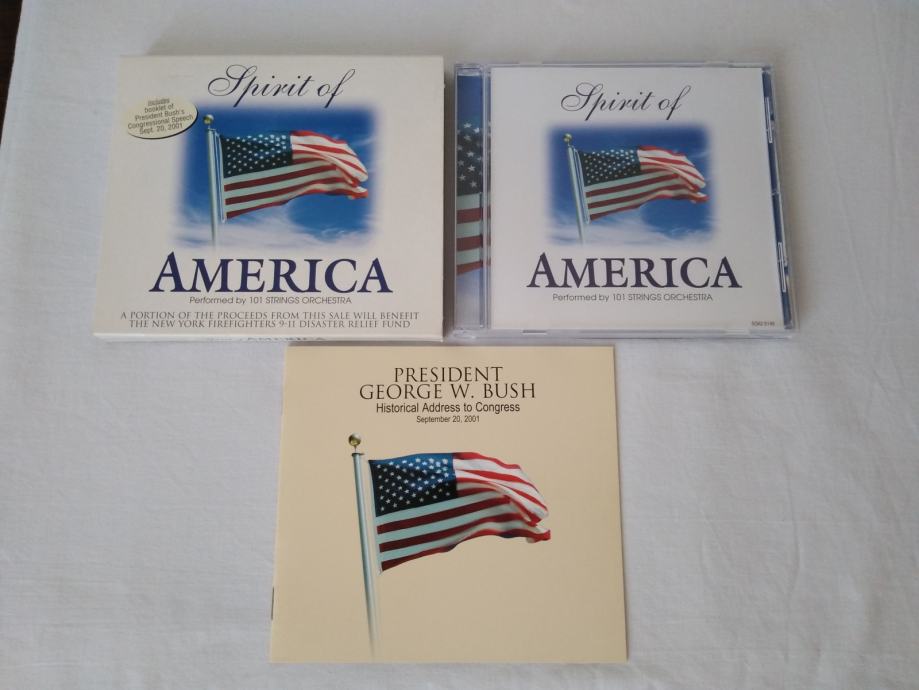 Spirit of
Includes
booklet of
President Bush's
Congressional Speech
Sept. 20, 2001
AMERICA
Performed by 101 STRINGS ORCHESTRA
A PORTION OF THE PROCEEDS FROM THIS SALE WILL BENEFIT
THE NEW YORK FIREFIGHTERS 9-11 DISASTER RELIEF FUND
AMERICA
Spirit of
AMERICA
Performed by 101 STRINGS ORCHESTRA
PRESIDENT
GEORGE W. BUSH
Historical Address to Congress
September 20, 2001